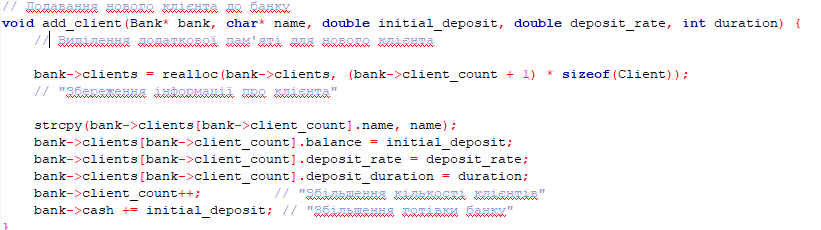 // Додавання нового клієнта до банку
void add_client(Bank* bank, char* name, double initial_deposit, double deposit_rate, int duration) {
// Виділення додаткової пам'яті для нового клієнта
bank->clients = realloc(bank->clients, (bank->client_count + 1) * sizeof(Client));
// "Збереження інформації про клієнта"
strcpy(bank->clients[bank->client_count].name, name);
bank->clients[bank->client_count].balance = initial_deposit;
bank->clients[bank->client_count].deposit_rate = deposit_rate;
bank->clients[bank->client_count].deposit_duration = duration;
bank->client_count++; // "Збільшення кількості клієнтів"
bank->cash += initial_deposit; // "Збільшення готівки банку"
}